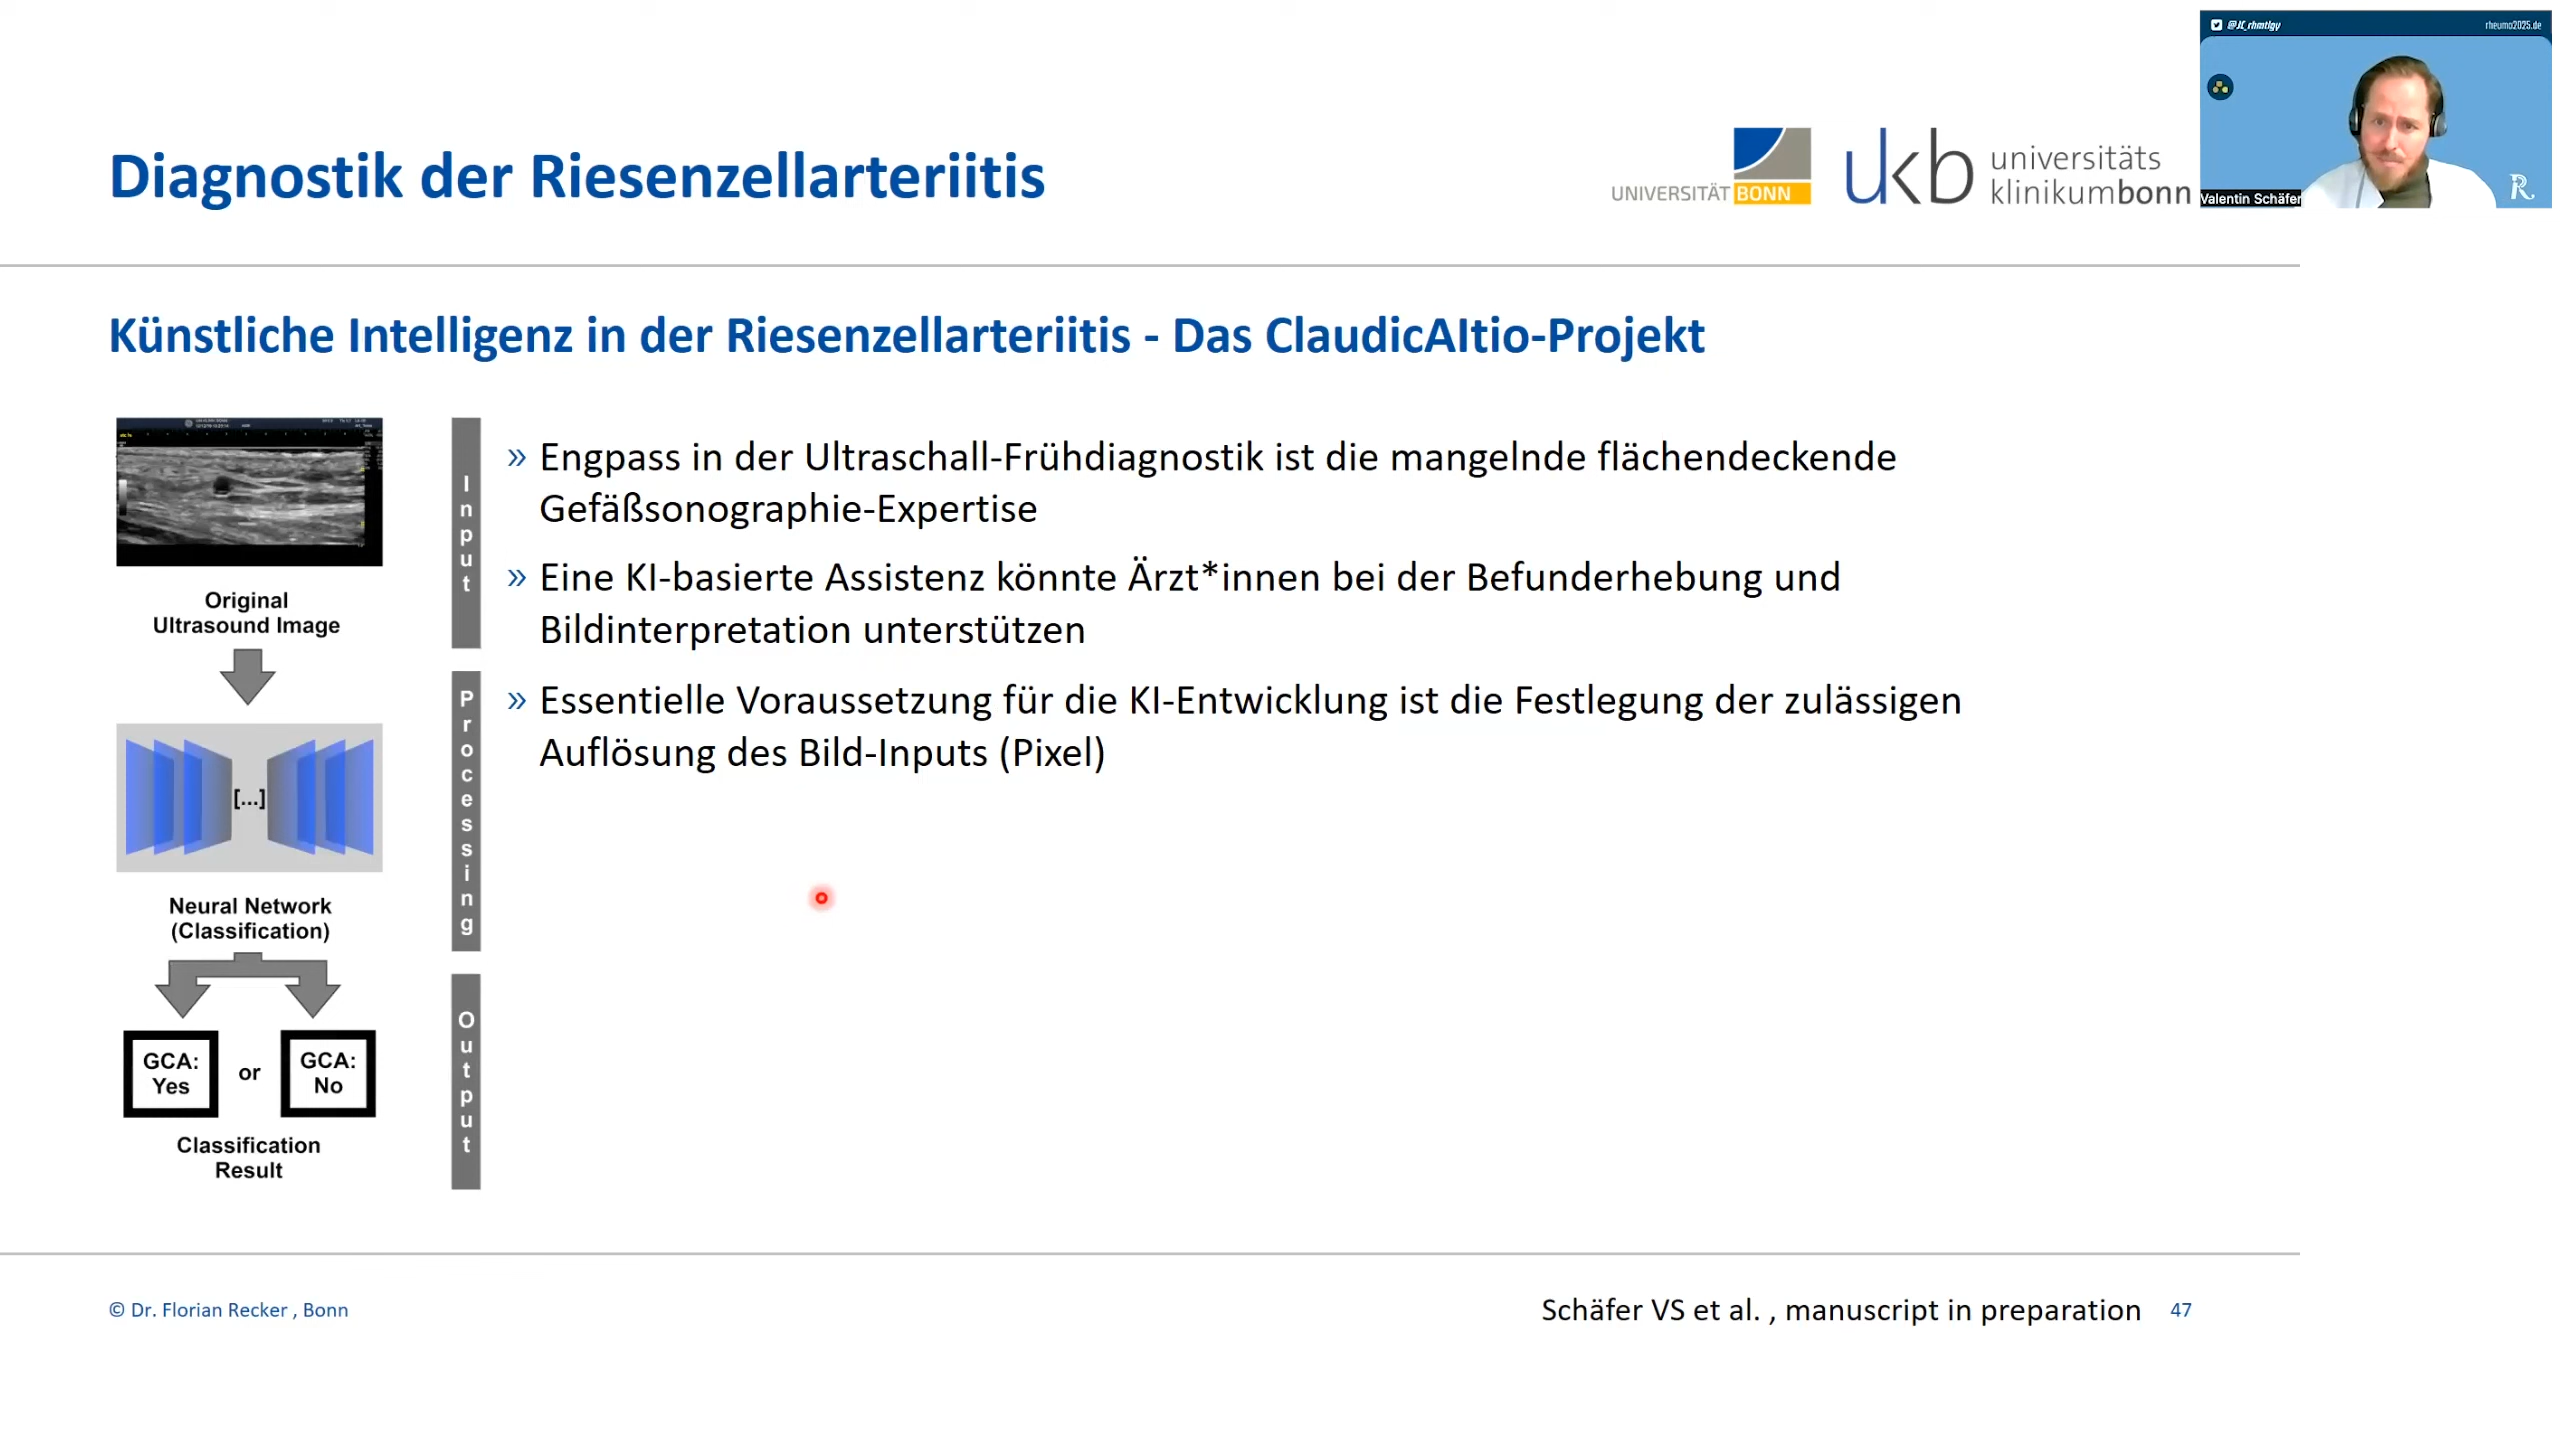 @JC_rhmtlgy
rheuma2025.de
Diagnostik der Riesenzellarteriitis
UNIVERSITÄT BONN
ukb universitäts
klinikumbonn
Valentin Schäfer
R.
Künstliche Intelligenz in der Riesenzellarteriitis - Das ClaudicAItio-Projekt
Original
Ultrasound Image
[...]
Neural Network
(Classification)
GCA:
Yes
or
GCA:
No
Classification
Result
Input
Processing
Output
» Engpass in der Ultraschall-Frühdiagnostik ist die mangelnde flächendeckende
Gefäßsonographie-Expertise
» Eine KI-basierte Assistenz könnte Ärzt*innen bei der Befunderhebung und
Bildinterpretation unterstützen
» Essentielle Voraussetzung für die KI-Entwicklung ist die Festlegung der zulässigen
Auflösung des Bild-Inputs (Pixel)
© Dr. Florian Recker , Bonn
Schäfer VS et al. , manuscript in preparation
47